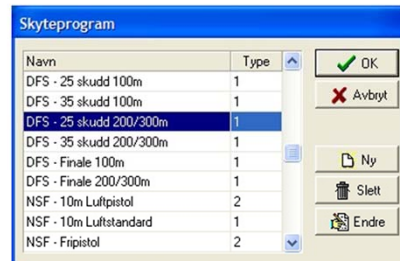 Skyteprogram
Navn Type
DFS - 25 skudd 100m 1
DFS - 35 skudd 100m 1
DFS - 25 skudd 200/300m 1
DFS - 35 skudd 200/300m 1
DFS - Finale 100m 1
DFS - Finale 200/300m 1
NSF - 10m Luftpistol 2
NSF - 10m Luftstandard 1
NSF - Fripistol 2
OK
Avbryt
Ny
Slett
Endre